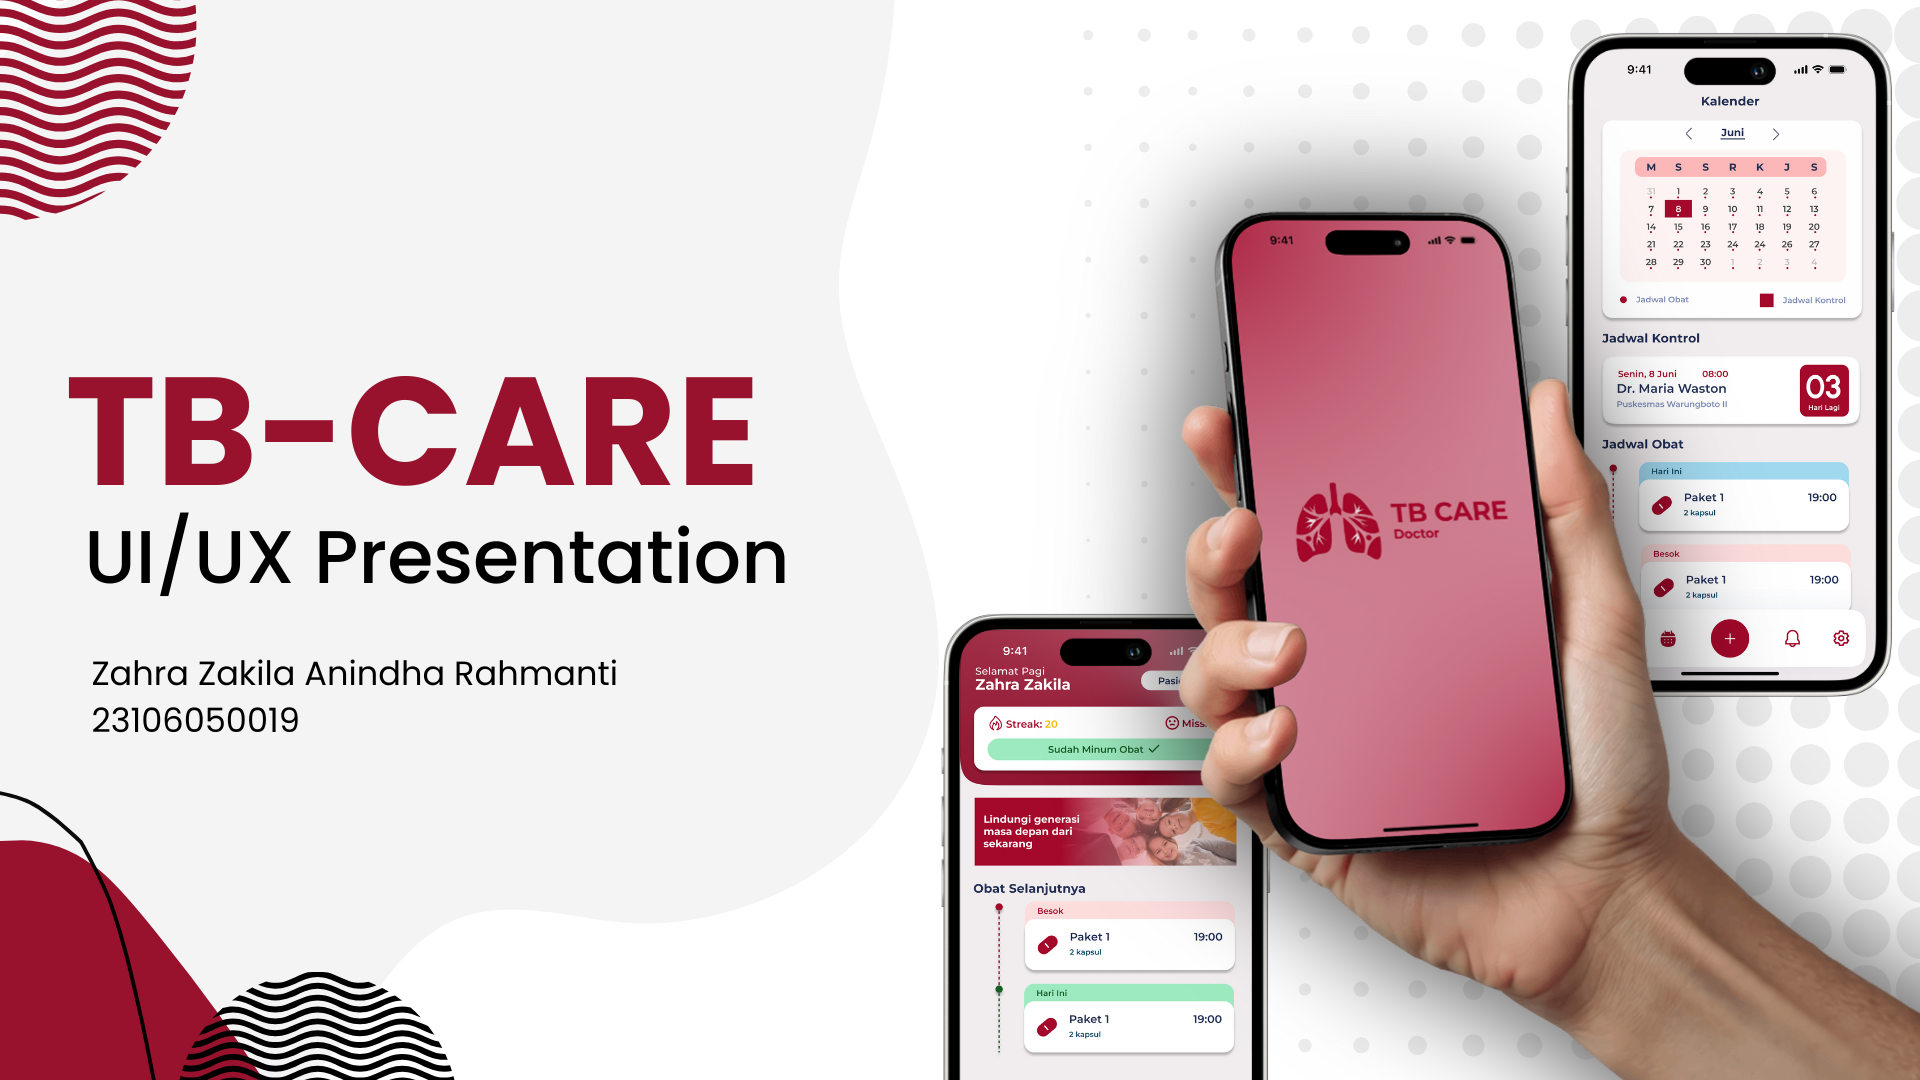 TB-CARE
UI/UX Presentation
Zahra Zakila Anindha Rahmanti
23106050019
9:41
Selamat Pagi
Zahra Zakila
Streak: 20
Sudah Minum Obat
Lindungi generasi
masa depan dari
sekarang
Obat Selanjutnya
Besok
Paket 1 19:00
2 kapsul
Hari Ini
Paket 1 19:00
2 kapsul
9:41
TB CARE
Doctor
9:41
Kalender
Juni
M S S R K J S
31 1 2 3 4 5 6
7 8 9 10 11 12 13
14 15 16 17 18 19 20
21 22 23 24 24 26 27
28 29 30 1 2 3 4
Jadwal Obat Jadwal Kontrol
Jadwal Kontrol
Senin, 8 Juni 08:00
Dr. Maria Waston
Puskesmas Warungboto II
03
Hari Lagi
Jadwal Obat
Hari Ini
Paket 1 19:00
2 kapsul
Besok
Paket 1 19:00
2 kapsul